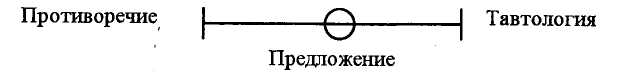 Противоречие Тавтология
Предложение